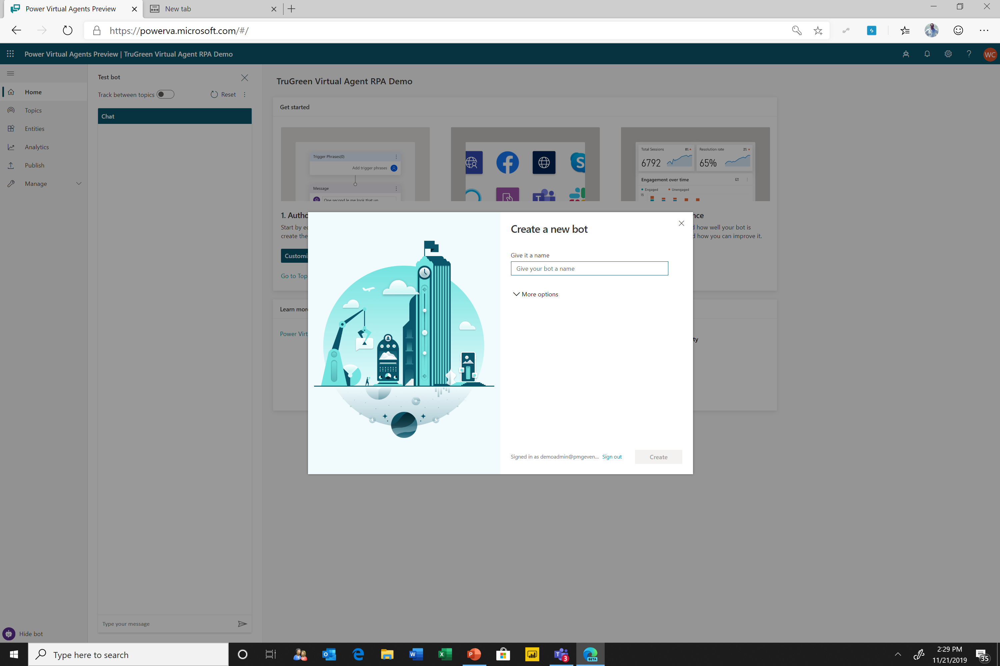 Power Virtual Agents Preview
New tab
https://powerva.microsoft.com/#/
Power Virtual Agents Preview | TruGreen Virtual Agent RPA Demo
WC
Home
Topics
Entities
Analytics
Publish
Manage
Hide bot
Test bot
Track between topics
Reset
Chat
Type your message
TruGreen Virtual Agent RPA Demo
Get started
Trigger Phrases(0)
Add trigger phrases
Message
One second le me look that up
Total Sessions
8%
6792
Resolution rate
2%
65%
Engagement over time
Engaged
Unengaged
15
1. Autho
Start by e
create the
Customi
Go to Top
nce
how well your bot is
how you can improve it.
Learn more
Power Virt
ty
Create a new bot
Give it a name
Give your bot a name
More options
Signed in as demoadmin@pmgeven...
Sign out
Create
Type here to search
3
BETA
2:29 PM
11/21/2019
35